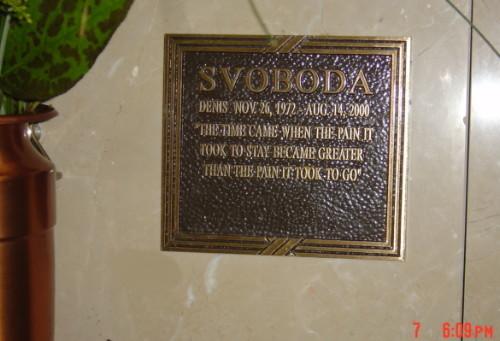 SVOBODA
DENIS NOV. 26, 1972 - AUG. 14, 2000
"THE TIME CAME WHEN THE PAIN IT
TOOK TO STAY BECAME GREATER
THAN THE PAIN IT TOOK TO GO"
7 6:09PM